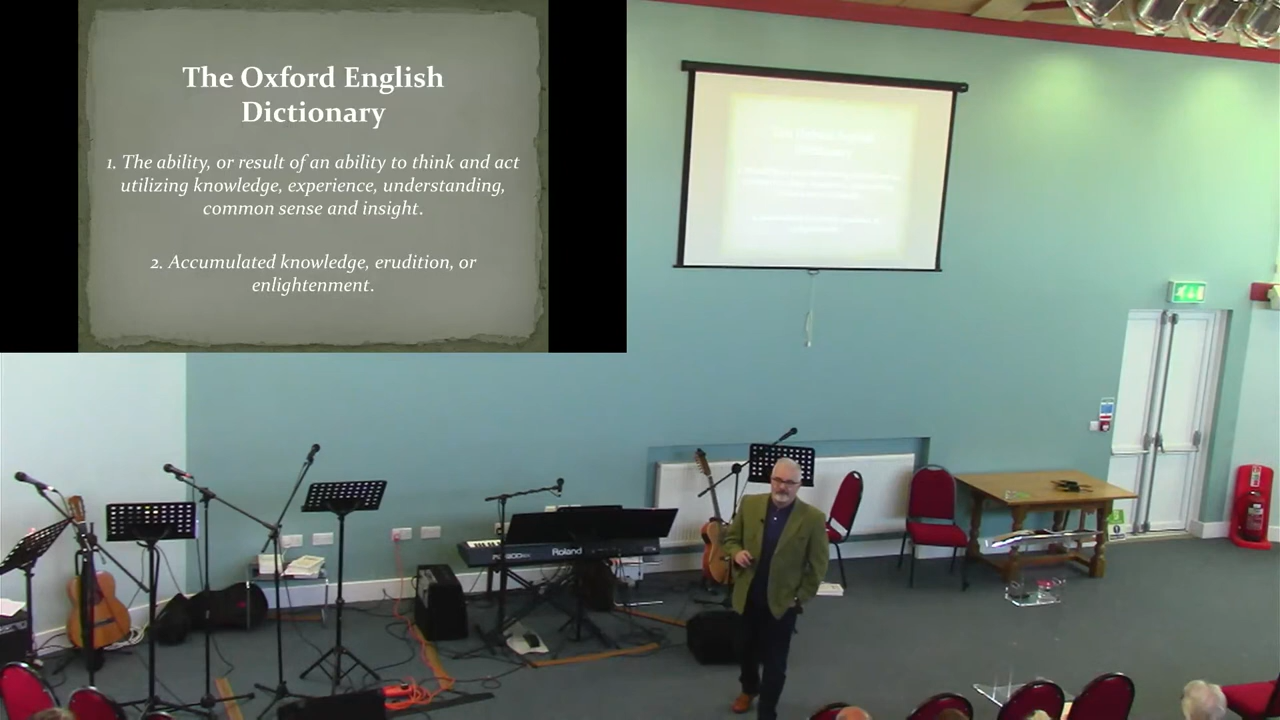 The Oxford English
Dictionary
1. The ability, or result of an ability to think and act
utilizing knowledge, experience, understanding,
common sense and insight.
2. Accumulated knowledge, erudition, or
enlightenment.
Roland